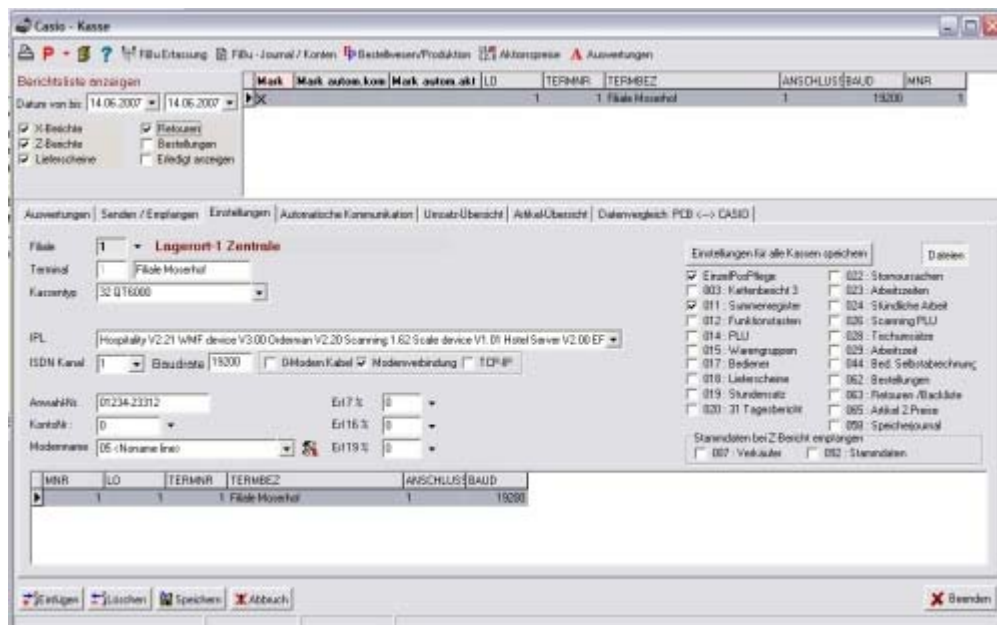 Casio - Kasse
P - ? FiBu Erfassung FiBu - Journal / Konten Bestellwesen/Produktion Aktionspreise A Auswertungen
Berichtsliste anzeigen
Datum von bis 14.06.2007 14.06.2007
X-Berichte Retouren
Z-Berichte Bestellungen
Lieferscheine Erledigt anzeigen
Mark Mark autom.kom Mark autom.akt LO TERMNR TERMBEZ ANSCHLUSS BAUD MNR
X 1 1 Filiale Moserhof 1 19200 1
Auswertungen Senden / Empfangen Einstellungen Automatische Kommunikation Umsatz-Übersicht Artikel-Übersicht Datenvergleich PCB <--> CASIO
Filiale 1 Lagerort-1 Zentrale
Terminal 1 Filiale Moserhof
Kassentyp 32 QT6000
IPL Hospitality V2.21 WMF device V3.00 Orderman V2.20 Scanning 1.62 Scale device V1.01 Hotel Server V2.00 EF
ISDN Kanal 1 Baudrate 19200 0-Modem Kabel Modemverbindung TCP-IP
Anwahl-Nr. 01234-23312 Erl 7 % 0
KontoNr.: 0 Erl 16 % 0
Modemname 05 <Noname line> Erl 19 % 0
Einstellungen für alle Kassen speichern Dateien
EinzelPosPflege 022 : Stornoursachen
003 : Kettenbericht 3 023 : Arbeitszeiten
011 : Summenregister 024 : Stündliche Arbeit
012 : Funktionstasten 026 : Scanning PLU
014 : PLU 028 : Tischumsätze
015 : Warengruppen 029 : Arbeitszeit
017 : Bediener 044 : Bed. Selbstabrechnung
018 : Lieferscheine 062 : Bestellungen
019 : Stundensatz 063 : Retouren /Backliste
020 : 31 Tagesbericht 065 : Artikel 2.Preise
058 : Speicherjournal
Stammdaten bei Z Bericht empfangen
007 : Verkäufer 092 : Stammdaten
MNR LO TERMNR TERMBEZ ANSCHLUSS BAUD
1 1 1 Filiale Moserhof 1 19200
Einfügen Löschen Speichern Abbruch Beenden